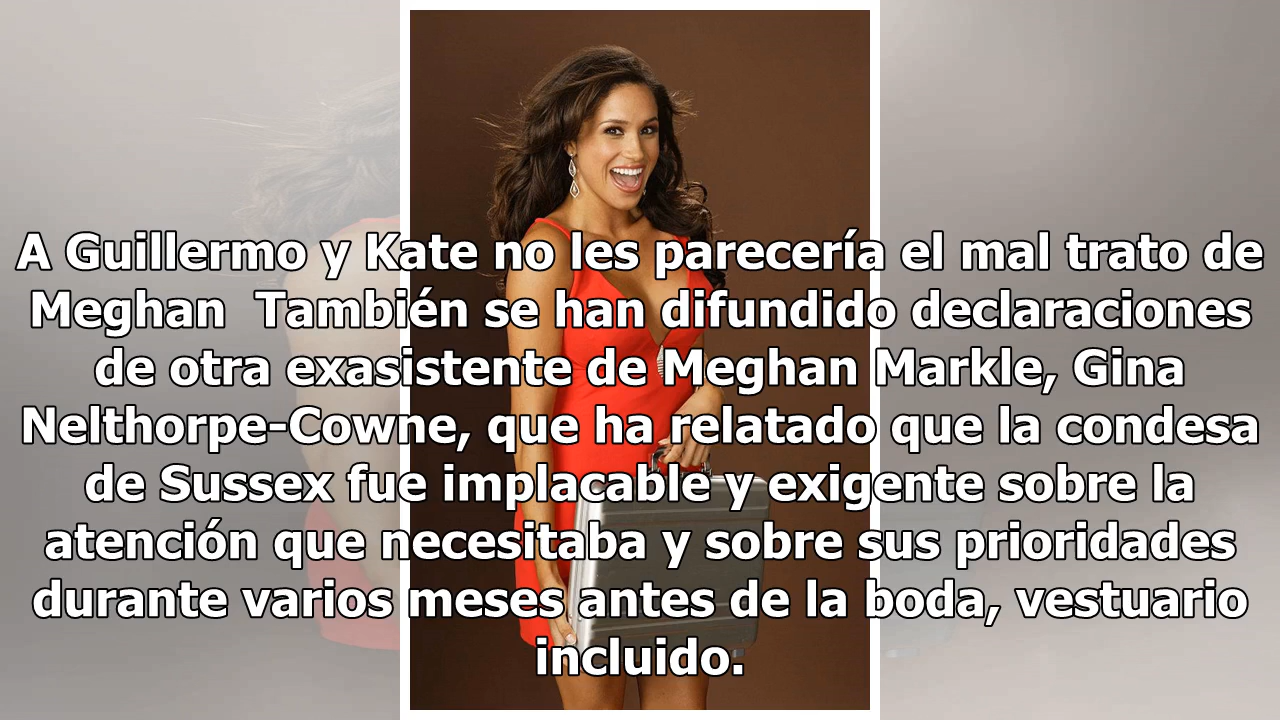 A Guillermo y Kate no les parecería el mal trato de
Meghan  También se han difundido declaraciones
de otra exasistente de Meghan Markle, Gina
Nelthorpe-Cowne, que ha relatado que la condesa
de Sussex fue implacable y exigente sobre la
atención que necesitaba y sobre sus prioridades
durante varios meses antes de la boda, vestuario
incluido.